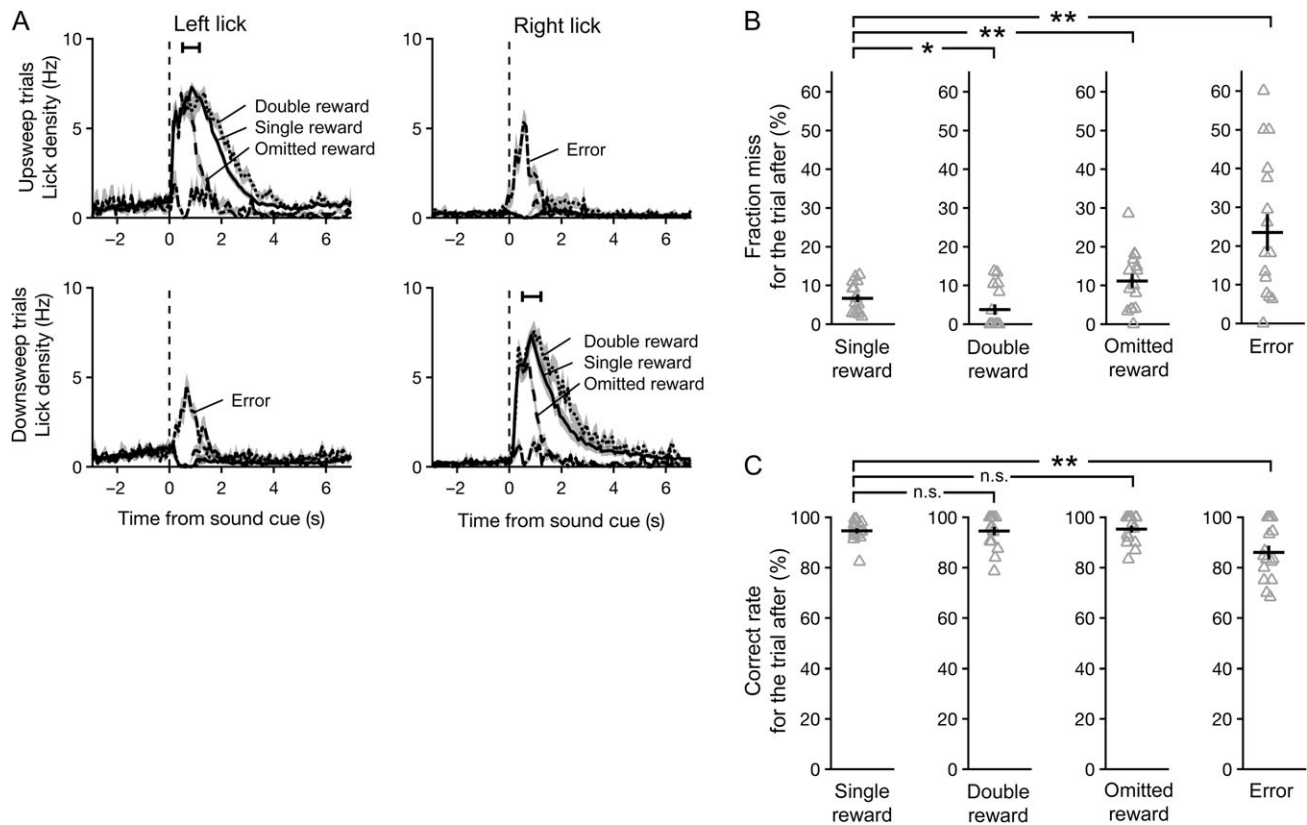 A
Left lick
Right lick
Upsweep trials
Lick density (Hz)
10
5
0
−2 0 2 4 6
Double reward
Single reward
Omitted reward
10
5
0
−2 0 2 4 6
Error
Downsweep trials
Lick density (Hz)
10
5
0
−2 0 2 4 6
Error
Time from sound cue (s)
10
5
0
−2 0 2 4 6
Double reward
Single reward
Omitted reward
Time from sound cue (s)
B
**
**
*
Fraction miss
for the trial after (%)
60 60 60 60
50 50 50 50
40 40 40 40
30 30 30 30
20 20 20 20
10 10 10 10
0 0 0 0
Single reward
Double reward
Omitted reward
Error
C
**
n.s.
n.s.
Correct rate
for the trial after (%)
100 100 100 100
80 80 80 80
60 60 60 60
40 40 40 40
20 20 20 20
0 0 0 0
Single reward
Double reward
Omitted reward
Error